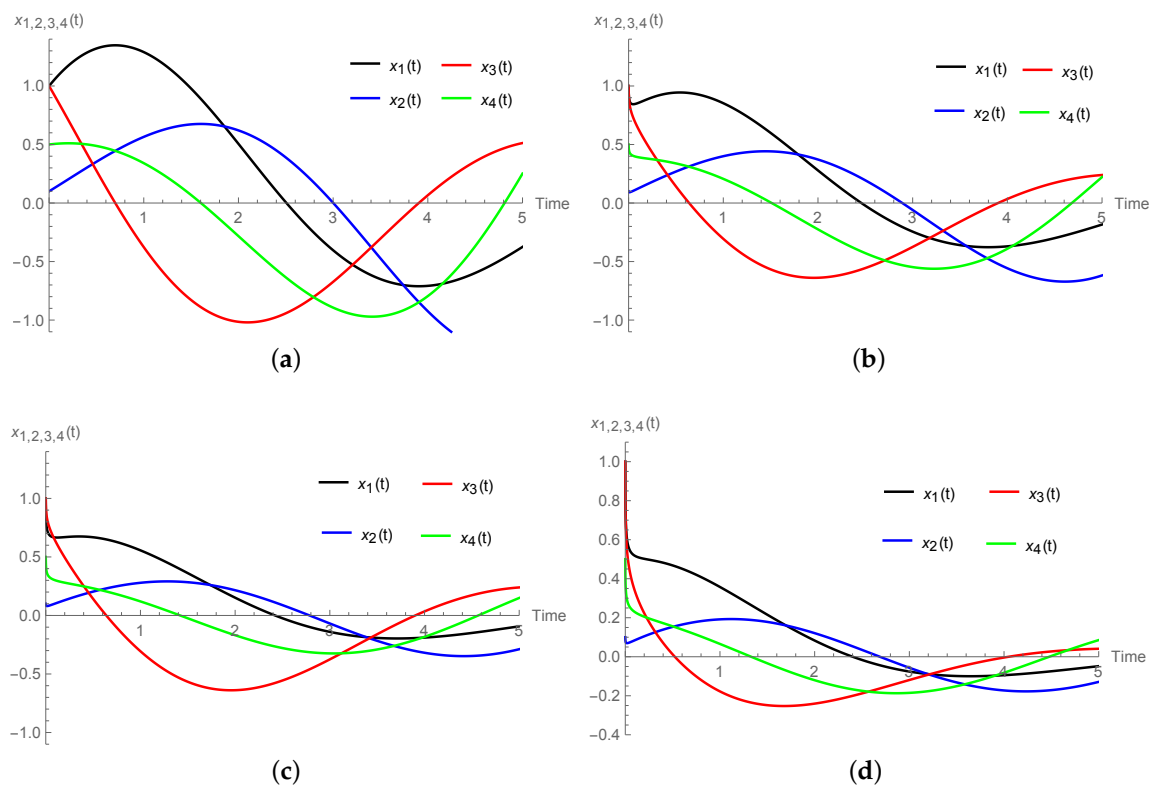 x1,2,3,4(t)
1.0
0.5
0.0
−0.5
−1.0
1 2 3 4 5
Time
x1(t) x3(t)
x2(t) x4(t)
(a)
x1,2,3,4(t)
1.0
0.5
0.0
−0.5
−1.0
1 2 3 4 5
Time
x1(t) x3(t)
x2(t) x4(t)
(b)
x1,2,3,4(t)
1.0
0.5
0.0
−0.5
−1.0
1 2 3 4 5
Time
x1(t) x3(t)
x2(t) x4(t)
(c)
x1,2,3,4(t)
1.0
0.8
0.6
0.4
0.2
0.0
−0.2
−0.4
1 2 3 4 5
Time
x1(t) x3(t)
x2(t) x4(t)
(d)